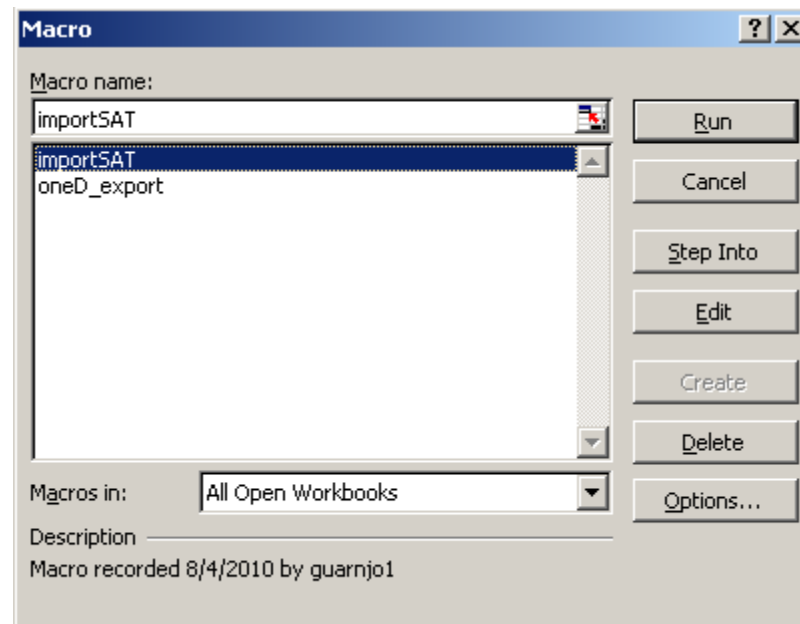 Macro
Macro name:
importSAT
Run
importSAT
oneD_export
Cancel
Step Into
Edit
Create
Delete
Macros in:
All Open Workbooks
Options...
Description
Macro recorded 8/4/2010 by guarnjo1